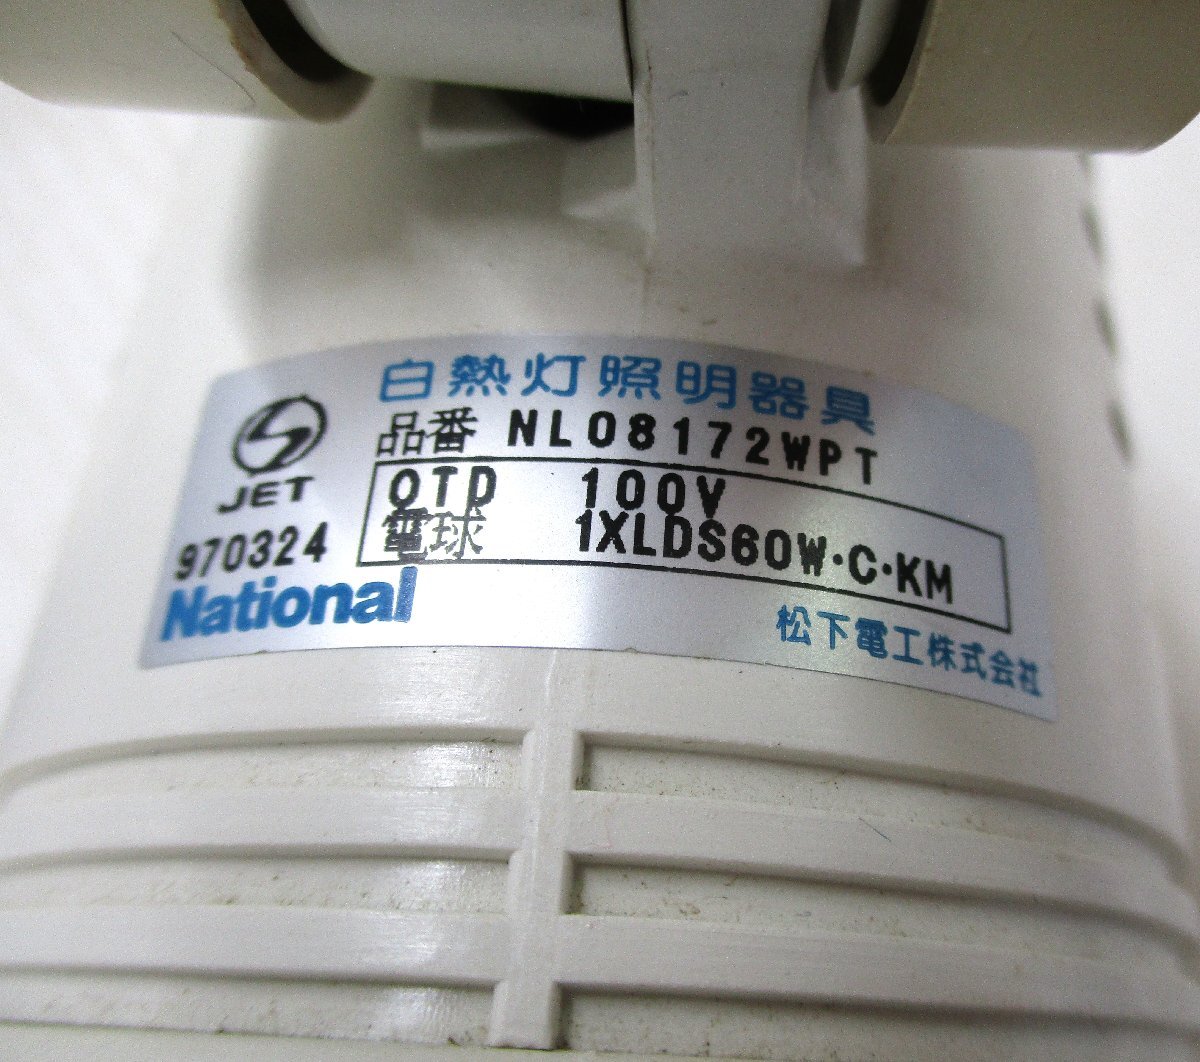 白熱灯照明器具
品番 NL08172WPT
QTD 100V
電球 1XLDS60W·C·KM
JET
970324
National
松下電工株式会社